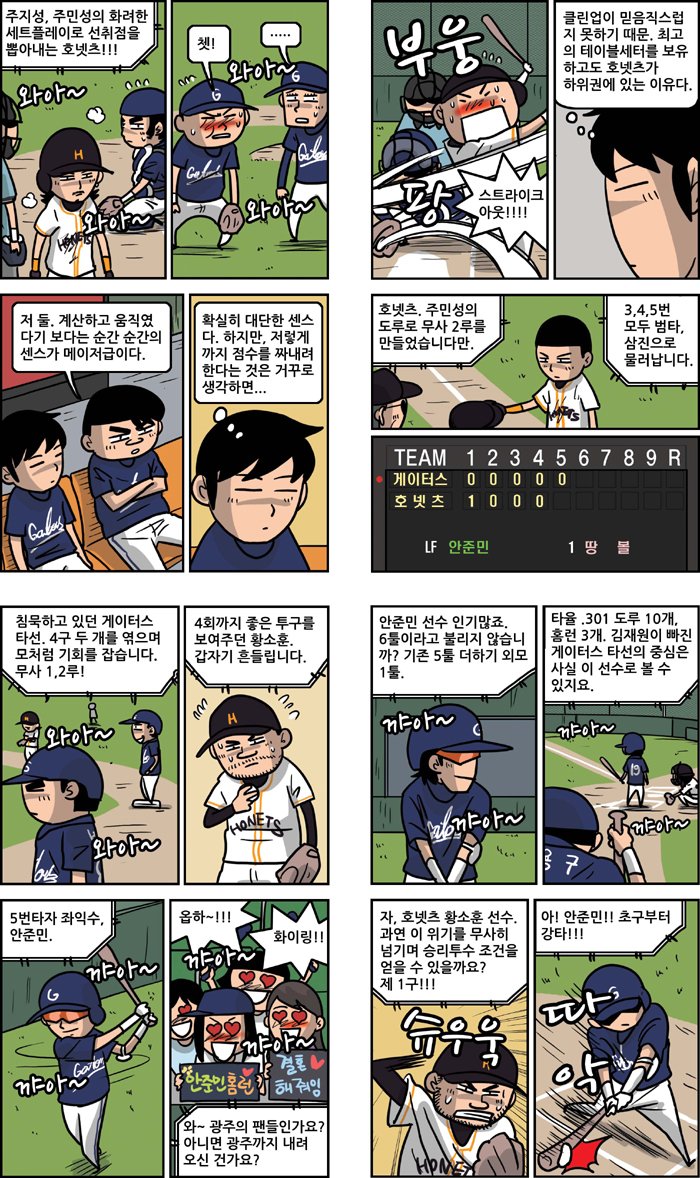 주지성, 주민성의 화려한
세트플레이로 선취점을
뽑아내는 호넷츠!!!
와아~
H
HONETS
와아~
쳇!
.....
와아~
G
G
와아~
부웅
팡
스트라이크
아웃!!!!
클린업이 믿음직스럽
지 못하기 때문. 최고
의 테이블세터를 보유
하고도 호넷츠가
하위권에 있는 이유다.
저 둘. 계산하고 움직였
다기 보다는 순간 순간의
센스가 메이저급이다.
확실히 대단한 센스
다. 하지만, 저렇게
까지 점수를 짜내려
한다는 것은 거꾸로
생각하면...
호넷츠. 주민성의
도루로 무사 2루를
만들었습니다만.
3,4,5번
모두 범타,
삼진으로
물러납니다.
HONETS
TEAM 1 2 3 4 5 6 7 8 9 R
게이터스 0 0 0 0 0
호넷츠 1 0 0 0
LF 안준민 1 땅 볼
침묵하고 있던 게이터스
타선. 4구 두 개를 엮으며
모처럼 기회를 잡습니다.
무사 1,2루!
와아~
와아~
4회까지 좋은 투구를
보여주던 황소훈.
갑자기 흔들립니다.
H
HONETS
안준민 선수 인기많죠.
6툴이라고 불리지 않습니
까? 기존 5툴 더하기 외모
1툴.
꺄아~
G
꺄아~
타율 .301 도루 10개,
홈런 3개. 김재원이 빠진
게이터스 타선의 중심은
사실 이 선수로 볼 수
있지요.
꺄아~
19
꺄아~
7
5번타자 좌익수,
안준민.
꺄아~
G
꺄아~
옵하~!!!
화이링!!
꺄아~
안준민홈런
결혼
해줘잉
와~ 광주의 팬들인가요?
아니면 광주까지 내려
오신 건가요?
자, 호넷츠 황소훈 선수.
과연 이 위기를 무사히
넘기며 승리투수 조건을
얻을 수 있을까요?
제 1구!!!
슈우욱
HONETS
아! 안준민!! 초구부터
강타!!!
따
악
G